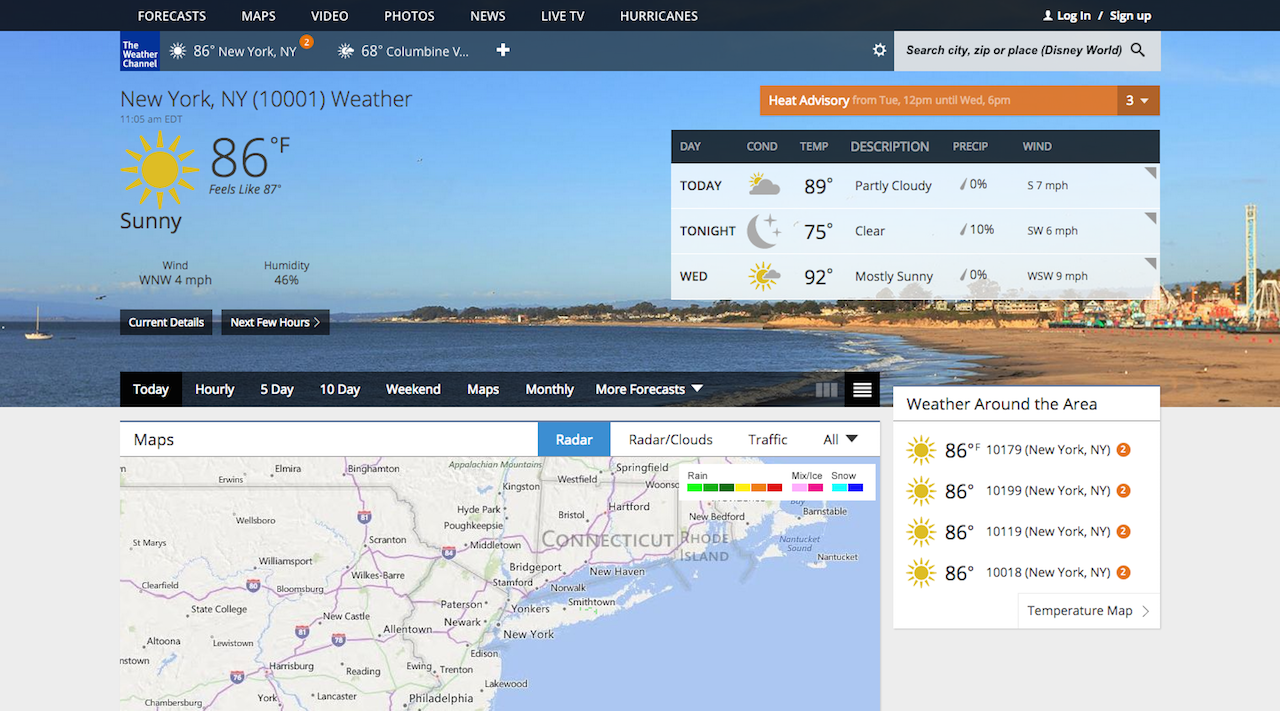 FORECASTS MAPS VIDEO PHOTOS NEWS LIVE TV HURRICANES Log In / Sign up
The Weather Channel 86° New York, NY 2 68° Columbine V... + Search city, zip or place (Disney World)
New York, NY (10001) Weather
11:05 am EDT
86°F
Feels Like 87°
Sunny
Wind Humidity
WNW 4 mph 46%
Current Details Next Few Hours >
Heat Advisory from Tue, 12pm until Wed, 6pm 3
DAY COND TEMP DESCRIPTION PRECIP WIND
TODAY 89° Partly Cloudy 0% S 7 mph
TONIGHT 75° Clear 10% SW 6 mph
WED 92° Mostly Sunny 0% WSW 9 mph
Today Hourly 5 Day 10 Day Weekend Maps Monthly More Forecasts
Maps Radar Radar/Clouds Traffic All
Rain Mix/Ice Snow
Elmira Binghamton Appalachian Mountains Springfield
Erwins Westfield Woonso
Kingston
Hyde Park Bristol Hartford New Bedford Bay Barnstable
Wellsboro 81 Poughkeepsie
St Marys Scranton Middletown CONNECTICUT RHODE ISLAND Nantucket Sound
84 Nantucket
Williamsport Wilkes-Barre Bridgeport New Haven
Clearfield 80 Bloomsburg Stamford Norwalk
State College New Castle Paterson Yonkers Smithtown
81 78 Allentown Newark New York
Altoona Lewistown Edison
nstown Harrisburg Reading Ewing Trenton
76 Lakewood
Chambersburg York Lancaster Philadelphia
Weather Around the Area
86°F 10179 (New York, NY) 2
86° 10199 (New York, NY) 2
86° 10119 (New York, NY) 2
86° 10018 (New York, NY) 2
Temperature Map >